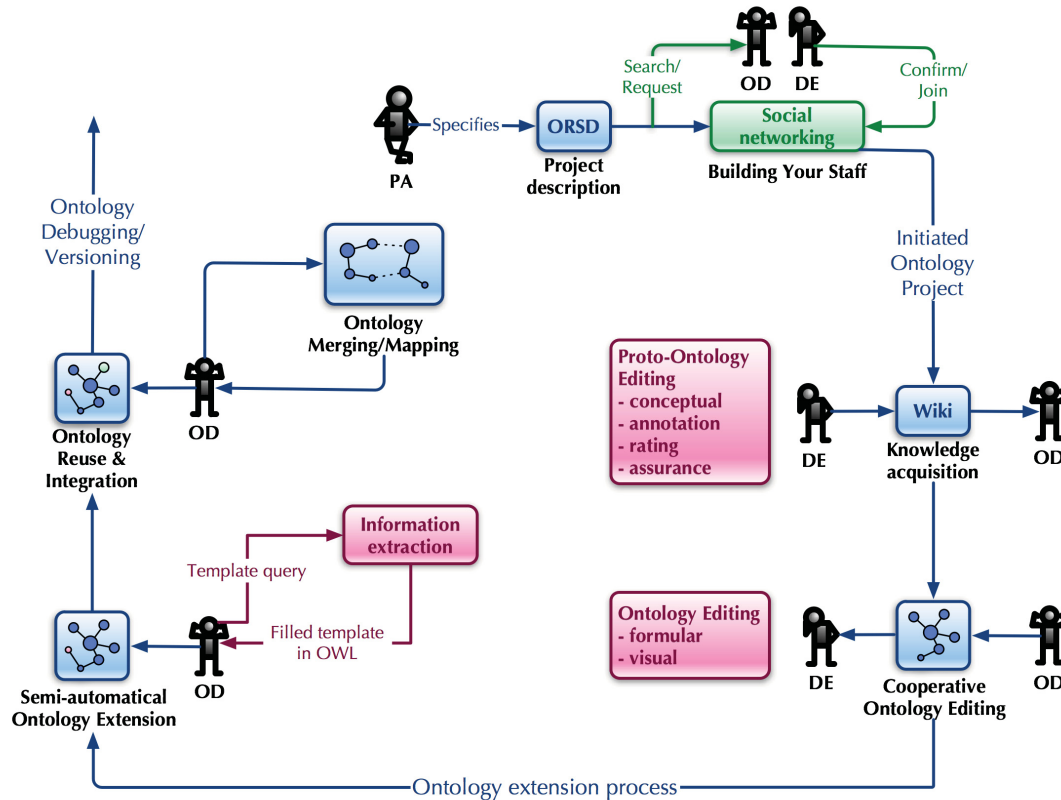 OD
DE
Search/
Request
Confirm/
Join
PA
Specifies
ORSD
Project
description
Social
networking
Building Your Staff
Ontology
Debugging/
Versioning
Initiated
Ontology
Project
Ontology
Merging/Mapping
OD
Ontology
Reuse &
Integration
Proto-Ontology
Editing
- conceptual
- annotation
- rating
- assurance
DE
Wiki
OD
Knowledge
acquisition
Information
extraction
Template query
Filled template
in OWL
OD
Semi-automatical
Ontology Extension
Ontology Editing
- formular
- visual
DE
OD
Cooperative
Ontology Editing
Ontology extension process